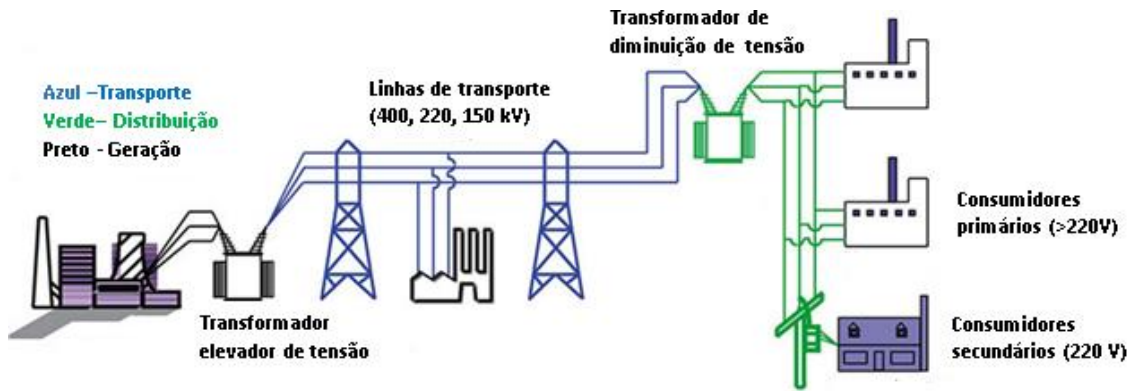 Transformador de
diminuição de tensão
Azul –Transporte
Verde– Distribuição
Preto - Geração
Linhas de transporte
(400, 220, 150 kV)
Consumidores
primários (>220V)
Transformador
elevador de tensão
Consumidores
secundários (220 V)